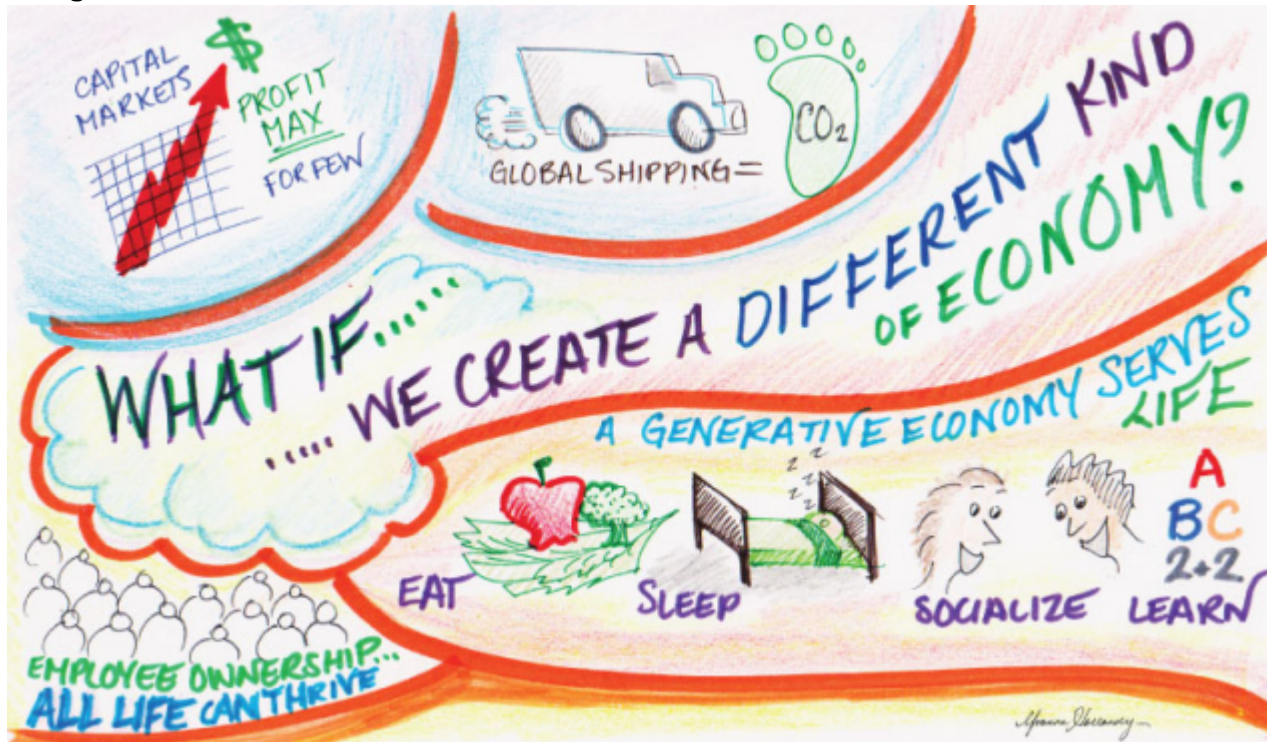 CAPITAL
MARKETS
$
PROFIT
MAX
FOR FEW
GLOBAL SHIPPING =
CO2
WHAT IF.....
..... WE CREATE A DIFFERENT KIND
OF ECONOMY?
A GENERATIVE ECONOMY SERVES
LIFE
z z z z z z
EAT
SLEEP
SOCIALIZE
A
B C
2+2
LEARN
EMPLOYEE OWNERSHIP...
ALL LIFE CAN THRIVE